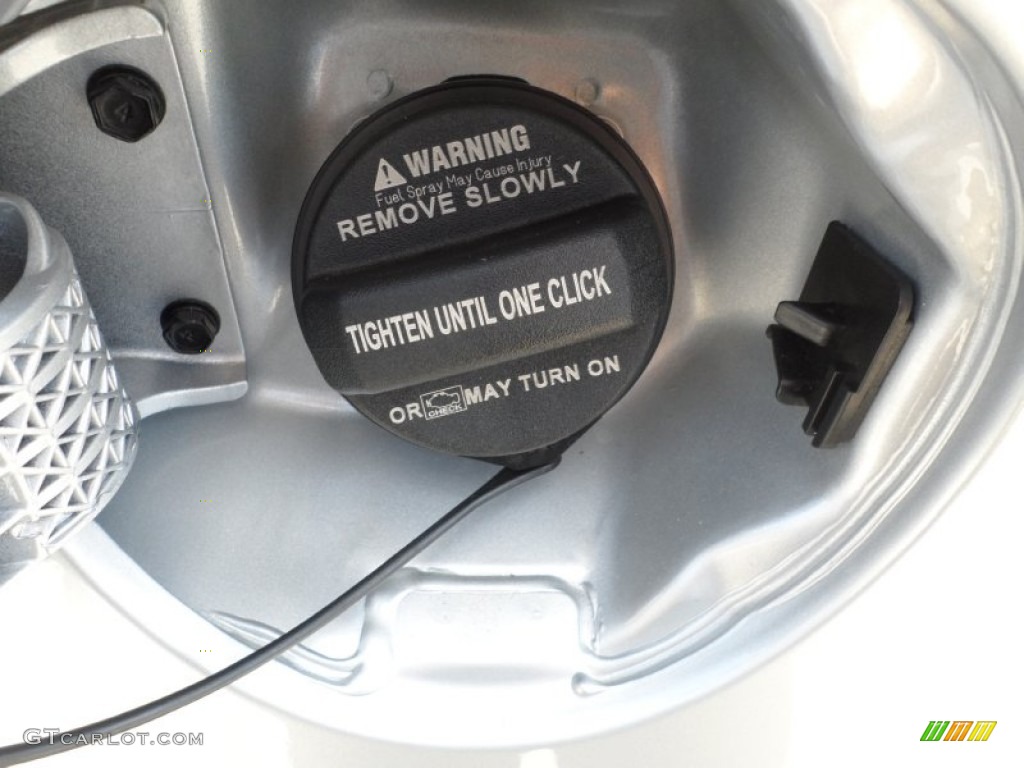 WARNING
Fuel Spray May Cause Injury
REMOVE SLOWLY
TIGHTEN UNTIL ONE CLICK
OR CHECK MAY TURN ON
GTCARLOT.COM